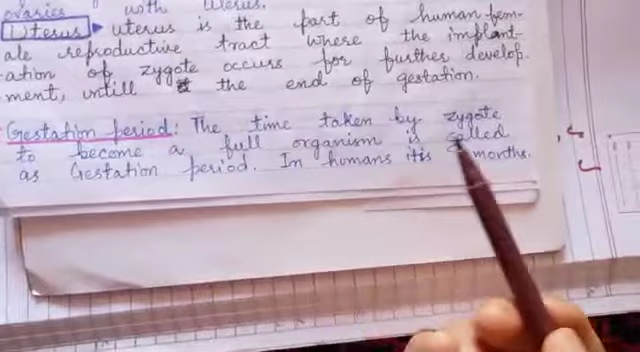 ovaries with uterus.
Uterus ▸ uterus is the part of human fem-
ale reproductive tract where the implant-
ation of zygote occurs for further develop-
ment, untill the end of gestation.
Gestation period: The time taken by zygote
to become a full organism is called
as Gestation period. In humans it is months.